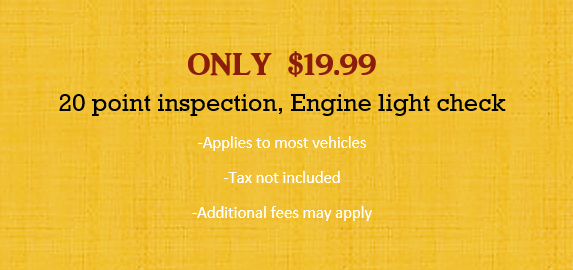 ONLY $19.99
20 point inspection, Engine light check
-Applies to most vehicles
-Tax not included
-Additional fees may apply